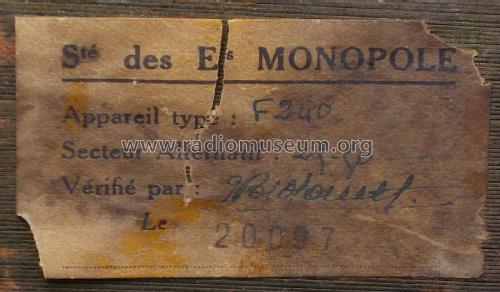 Sté des Ets MONOPOLE
Appareil type : F240
www.radiomuseum.org
Secteur Alternatif :
Vérifié par :
Le
20097